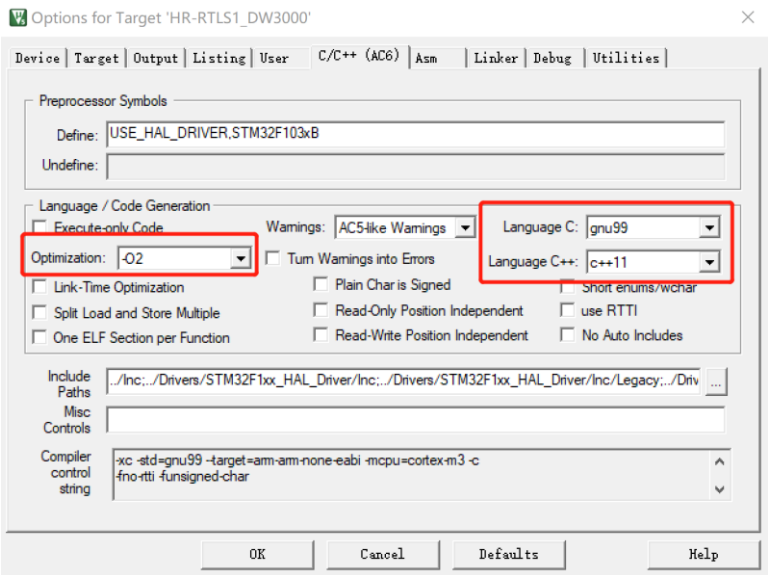 Options for Target 'HR-RTLS1_DW3000'
Device Target Output Listing User C/C++ (AC6) Asm Linker Debug Utilities
Preprocessor Symbols
Define: USE_HAL_DRIVER,STM32F103xB
Undefine:
Language / Code Generation
Execute-only Code Warnings: AC5-like Warnings Language C: gnu99
Optimization: -O2 Turn Warnings into Errors Language C++: c++11
Link-Time Optimization Plain Char is Signed Short enums/wchar
Split Load and Store Multiple Read-Only Position Independent use RTTI
One ELF Section per Function Read-Write Position Independent No Auto Includes
Include Paths ../Inc;../Drivers/STM32F1xx_HAL_Driver/Inc;../Drivers/STM32F1xx_HAL_Driver/Inc/Legacy;../Driv ...
Misc Controls
Compiler control string -xc -std=gnu99 --target=arm-arm-none-eabi -mcpu=cortex-m3 -c
-fno-rtti -funsigned-char
OK Cancel Defaults Help